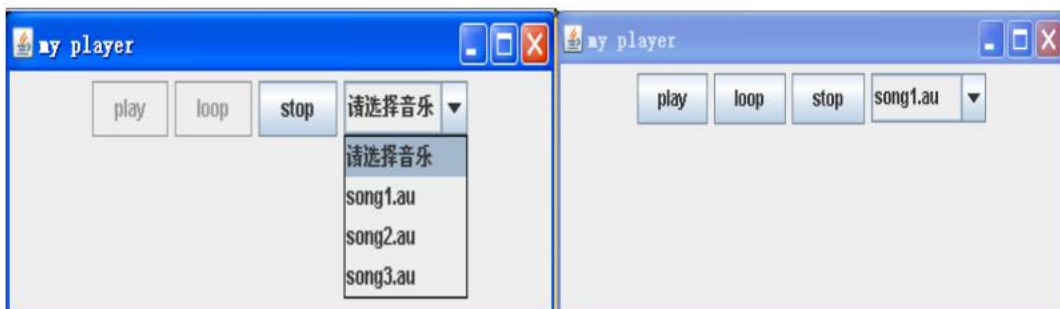 my player
play loop stop 请选择音乐
请选择音乐
song1.au
song2.au
song3.au
my player
play loop stop song1.au